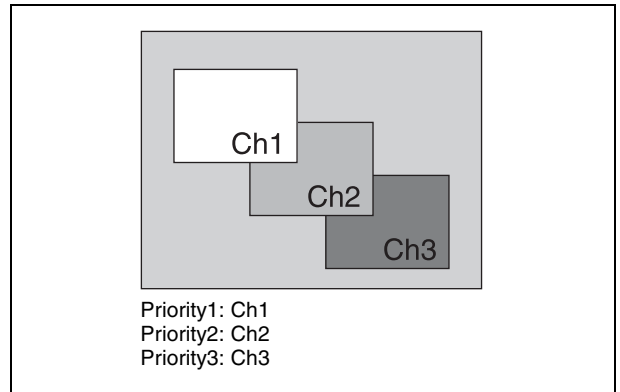 Ch1
Ch2
Ch3
Priority1: Ch1
Priority2: Ch2
Priority3: Ch3